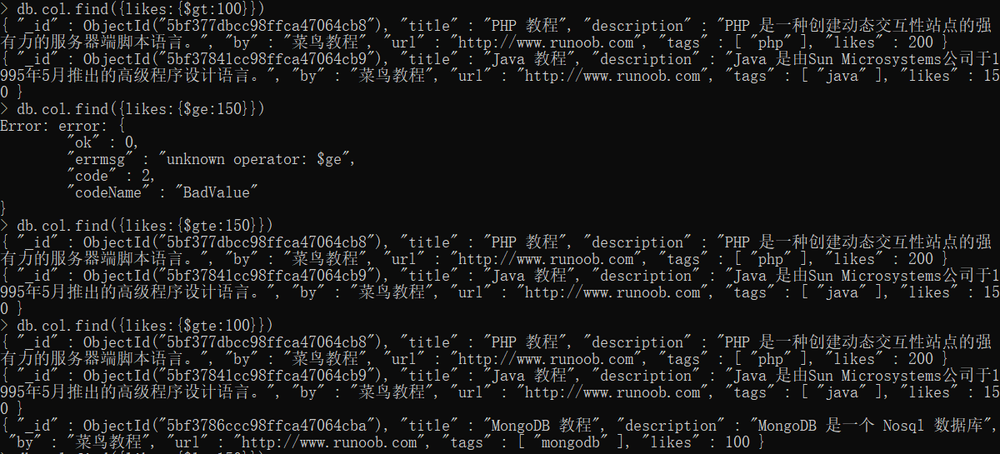 > db.col.find({likes:{$gt:100}})
{ "_id" : ObjectId("5bf377dbcc98ffca47064cb8"), "title" : "PHP 教程", "description" : "PHP 是一种创建动态交互性站点的强
有力的服务器端脚本语言。", "by" : "菜鸟教程", "url" : "http://www.runoob.com", "tags" : [ "php" ], "likes" : 200 }
{ "_id" : ObjectId("5bf37841cc98ffca47064cb9"), "title" : "Java 教程", "description" : "Java 是由Sun Microsystems公司于1
995年5月推出的高级程序设计语言。", "by" : "菜鸟教程", "url" : "http://www.runoob.com", "tags" : [ "java" ], "likes" : 15
0 }
> db.col.find({likes:{$ge:150}})
Error: error: {
        "ok" : 0,
        "errmsg" : "unknown operator: $ge",
        "code" : 2,
        "codeName" : "BadValue"
}
> db.col.find({likes:{$gte:150}})
{ "_id" : ObjectId("5bf377dbcc98ffca47064cb8"), "title" : "PHP 教程", "description" : "PHP 是一种创建动态交互性站点的强
有力的服务器端脚本语言。", "by" : "菜鸟教程", "url" : "http://www.runoob.com", "tags" : [ "php" ], "likes" : 200 }
{ "_id" : ObjectId("5bf37841cc98ffca47064cb9"), "title" : "Java 教程", "description" : "Java 是由Sun Microsystems公司于1
995年5月推出的高级程序设计语言。", "by" : "菜鸟教程", "url" : "http://www.runoob.com", "tags" : [ "java" ], "likes" : 15
0 }
> db.col.find({likes:{$gte:100}})
{ "_id" : ObjectId("5bf377dbcc98ffca47064cb8"), "title" : "PHP 教程", "description" : "PHP 是一种创建动态交互性站点的强
有力的服务器端脚本语言。", "by" : "菜鸟教程", "url" : "http://www.runoob.com", "tags" : [ "php" ], "likes" : 200 }
{ "_id" : ObjectId("5bf37841cc98ffca47064cb9"), "title" : "Java 教程", "description" : "Java 是由Sun Microsystems公司于1
995年5月推出的高级程序设计语言。", "by" : "菜鸟教程", "url" : "http://www.runoob.com", "tags" : [ "java" ], "likes" : 15
0 }
{ "_id" : ObjectId("5bf3786ccc98ffca47064cba"), "title" : "MongoDB 教程", "description" : "MongoDB 是一个 Nosql 数据库",
 "by" : "菜鸟教程", "url" : "http://www.runoob.com", "tags" : [ "mongodb" ], "likes" : 100 }